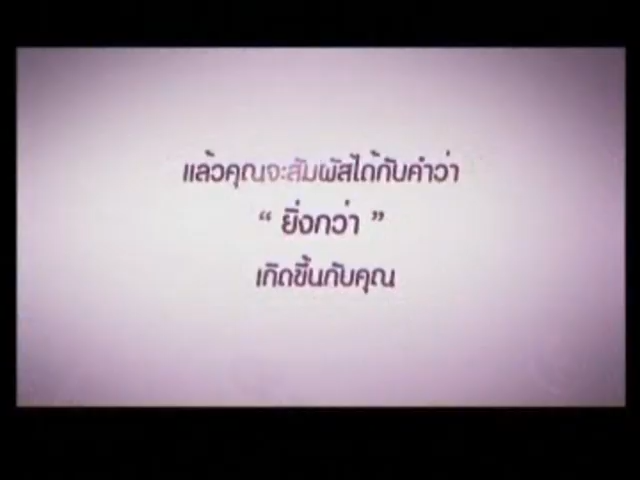 แล้วคุณจะสัมผัสได้กับคำว่า
“ ยิ่งกว่า ”
เกิดขึ้นกับคุณ